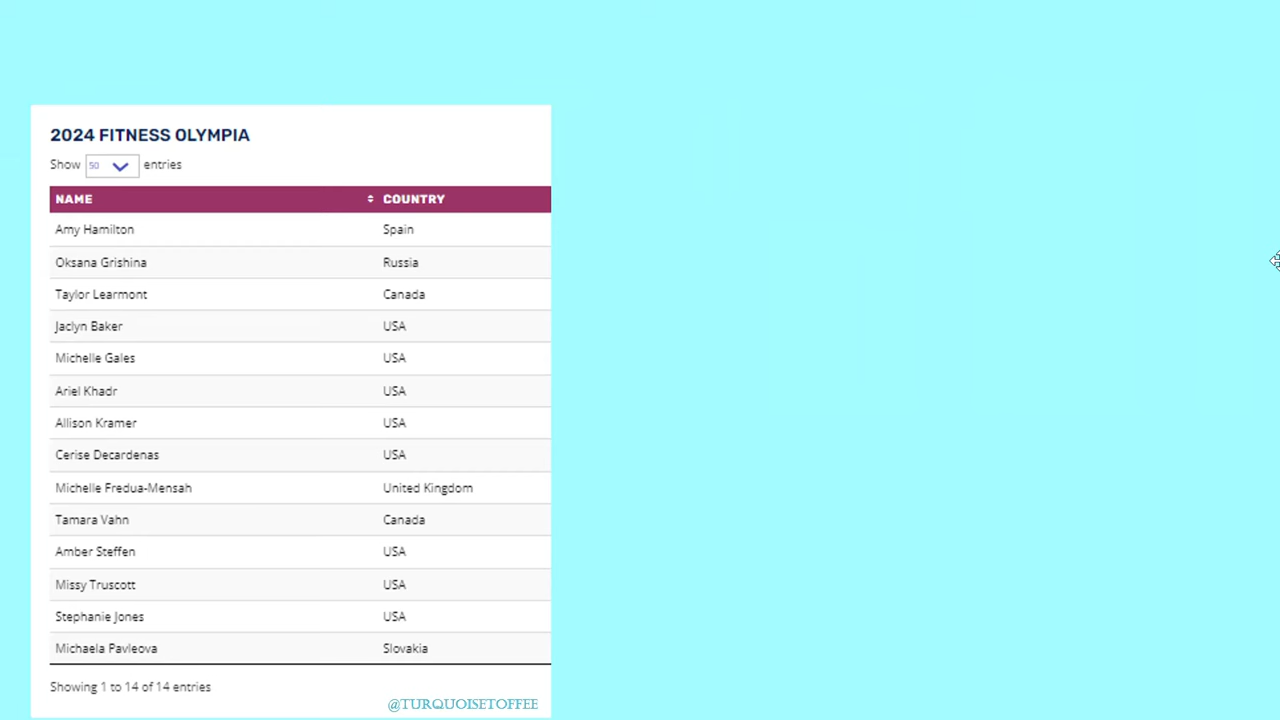 2024 FITNESS OLYMPIA
Show 50 entries
NAME COUNTRY
Amy Hamilton Spain
Oksana Grishina Russia
Taylor Learmont Canada
Jaclyn Baker USA
Michelle Gales USA
Ariel Khadr USA
Allison Kramer USA
Cerise Decardenas USA
Michelle Fredua-Mensah United Kingdom
Tamara Vahn Canada
Amber Steffen USA
Missy Truscott USA
Stephanie Jones USA
Michaela Pavleova Slovakia
Showing 1 to 14 of 14 entries
@TURQUOISETOFFEE